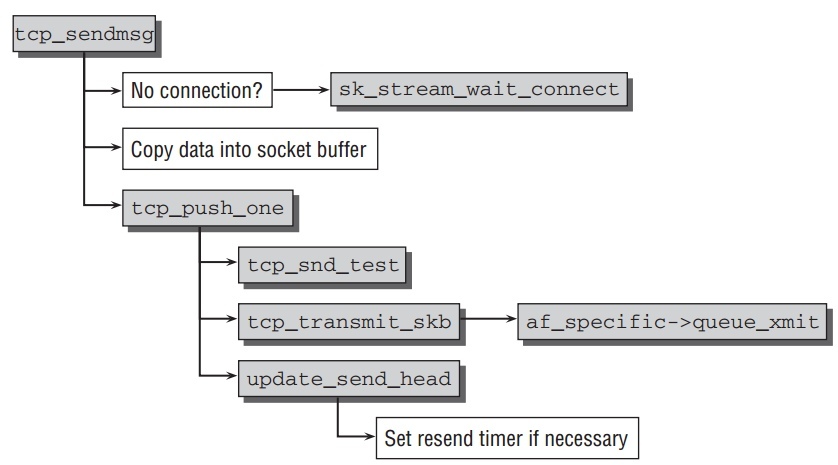 tcp_sendmsg
No connection?
sk_stream_wait_connect
Copy data into socket buffer
tcp_push_one
tcp_snd_test
tcp_transmit_skb
af_specific->queue_xmit
update_send_head
Set resend timer if necessary